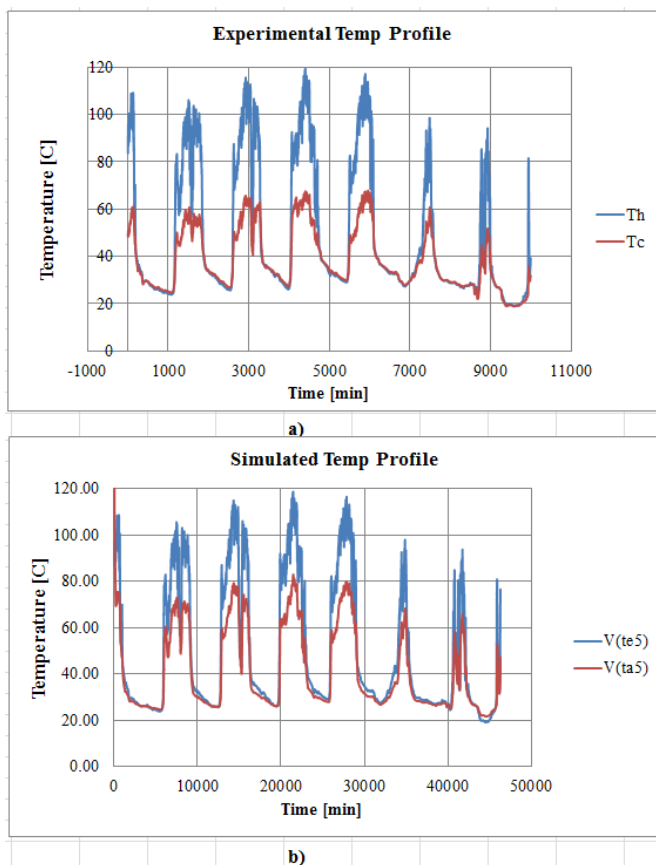 Experimental Temp Profile
120
100
80
60
40
20
0
Temperature [C]
-1000 1000 3000 5000 7000 9000 11000
Time [min]
Th
Tc
a)
Simulated Temp Profile
120.00
100.00
80.00
60.00
40.00
20.00
0.00
Temperature [C]
0 10000 20000 30000 40000 50000
Time [min]
V(te5)
V(ta5)
b)